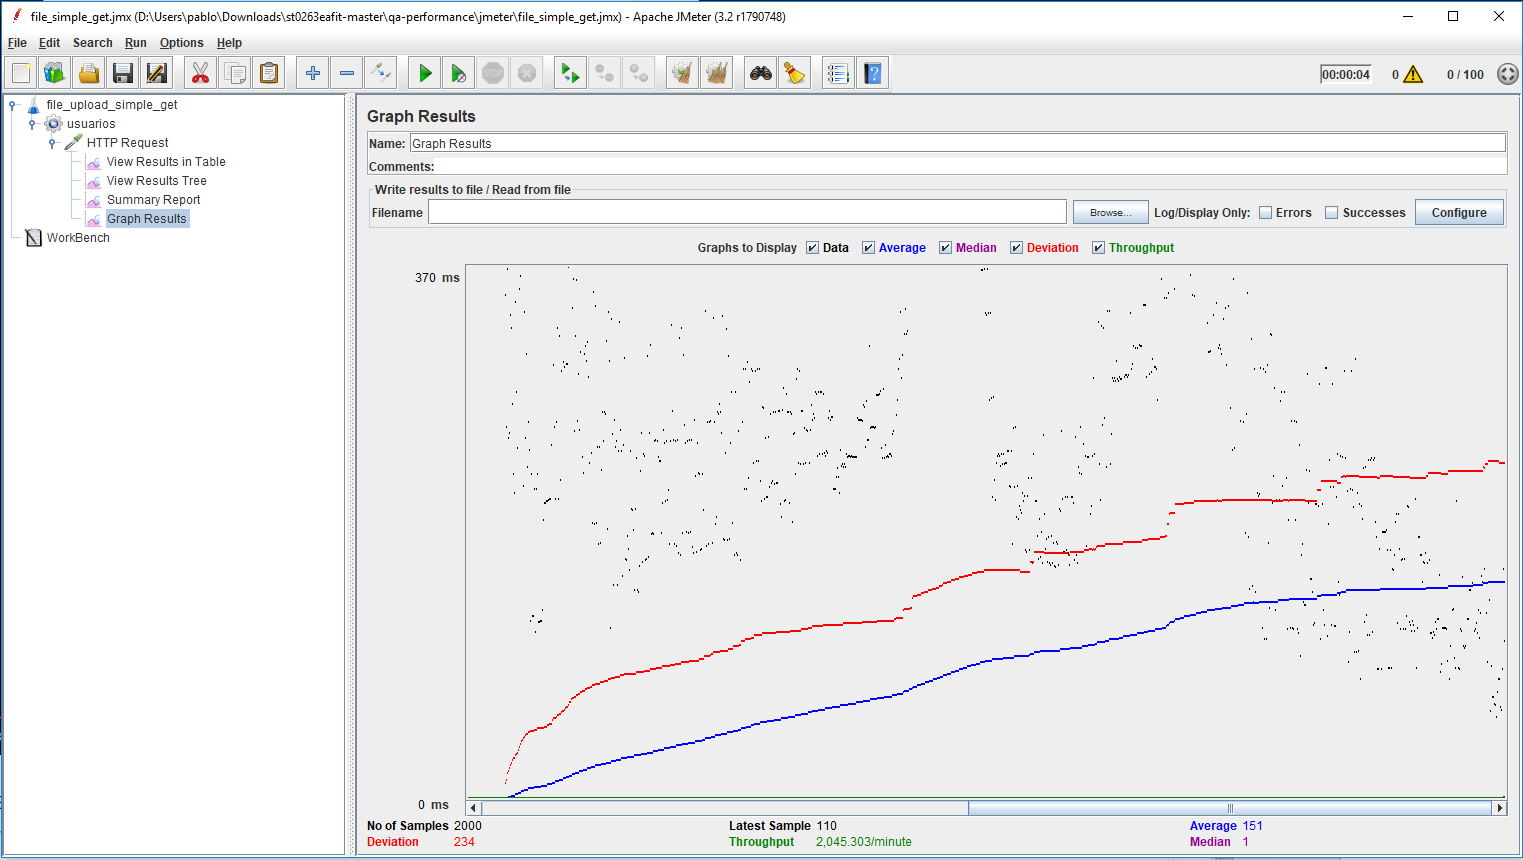 file_simple_get.jmx (D:\Users\pablo\Downloads\st0263eafit-master\qa-performance\jmeter\file_simple_get.jmx) - Apache JMeter (3.2 r1790748)
File Edit Search Run Options Help
STOP
00:00:04 0 0 / 100
file_upload_simple_get
usuarios
HTTP Request
View Results in Table
View Results Tree
Summary Report
Graph Results
WorkBench
Graph Results
Name: Graph Results
Comments:
Write results to file / Read from file
Filename Browse... Log/Display Only: Errors Successes Configure
Graphs to Display Data Average Median Deviation Throughput
370 ms
0 ms
No of Samples 2000 Latest Sample 110 Average 151
Deviation 234 Throughput 2,045.303/minute Median 1